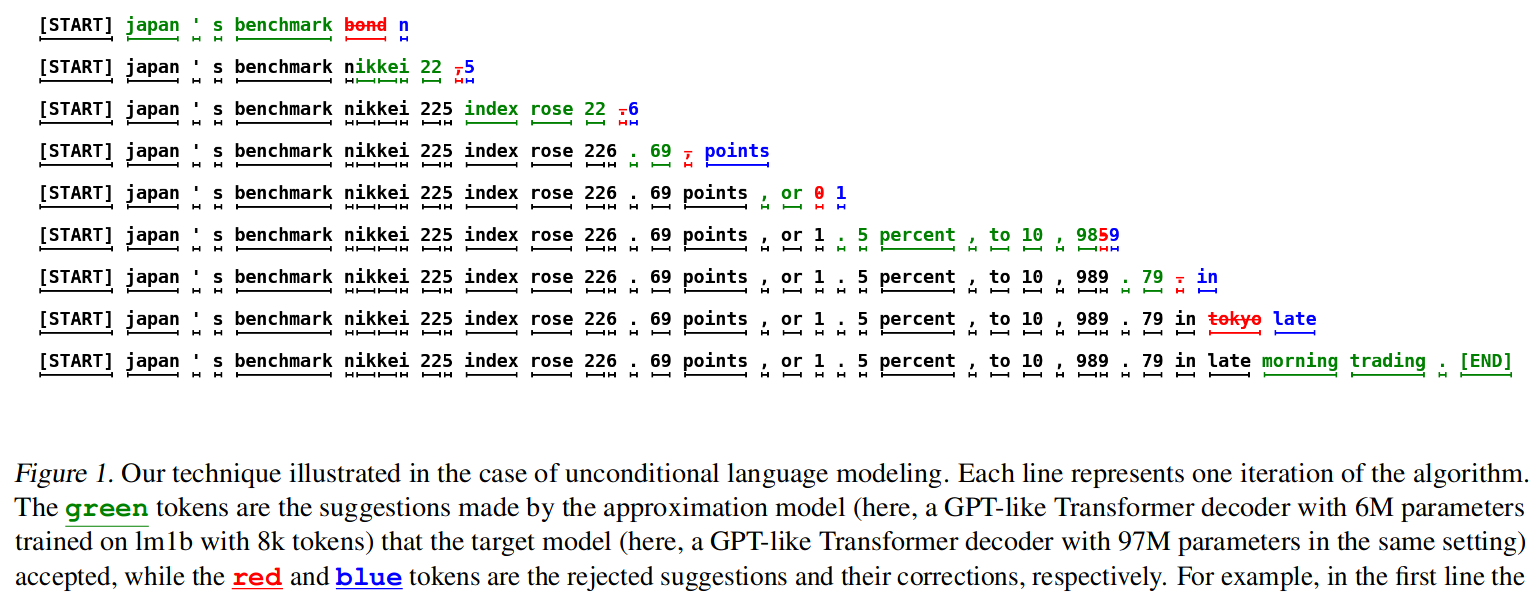 [START] japan ' s benchmark bond n
[START] japan ' s benchmark nikkei 22 , 5
[START] japan ' s benchmark nikkei 225 index rose 22 . 6
[START] japan ' s benchmark nikkei 225 index rose 226 . 69 , points
[START] japan ' s benchmark nikkei 225 index rose 226 . 69 points , or 0 1
[START] japan ' s benchmark nikkei 225 index rose 226 . 69 points , or 1 . 5 percent , to 10 , 9859
[START] japan ' s benchmark nikkei 225 index rose 226 . 69 points , or 1 . 5 percent , to 10 , 989 . 79 . in
[START] japan ' s benchmark nikkei 225 index rose 226 . 69 points , or 1 . 5 percent , to 10 , 989 . 79 in tokyo late
[START] japan ' s benchmark nikkei 225 index rose 226 . 69 points , or 1 . 5 percent , to 10 , 989 . 79 in late morning trading . [END]
Figure 1. Our technique illustrated in the case of unconditional language modeling. Each line represents one iteration of the algorithm.
The green tokens are the suggestions made by the approximation model (here, a GPT-like Transformer decoder with 6M parameters
trained on lm1b with 8k tokens) that the target model (here, a GPT-like Transformer decoder with 97M parameters in the same setting)
accepted, while the red and blue tokens are the rejected suggestions and their corrections, respectively. For example, in the first line the